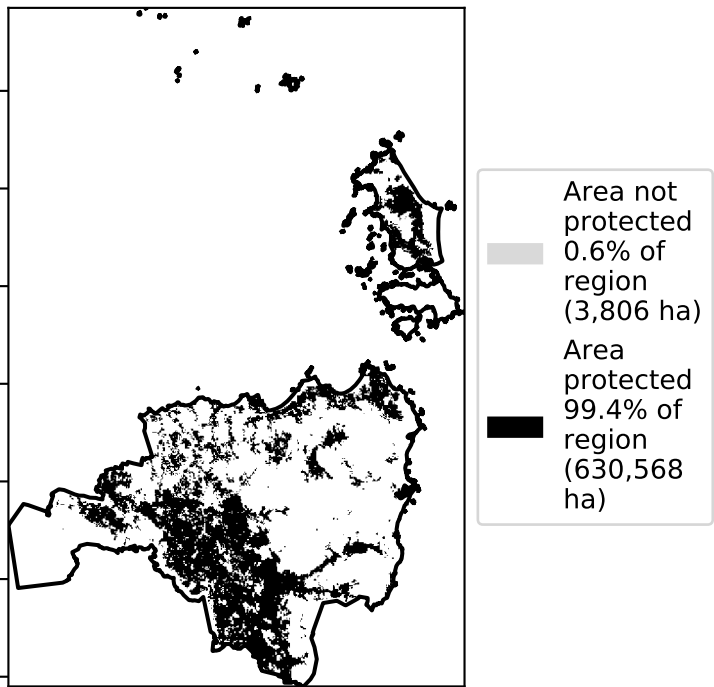 Area not
protected
0.6% of
region
(3,806 ha)
Area
protected
99.4% of
region
(630,568
ha)